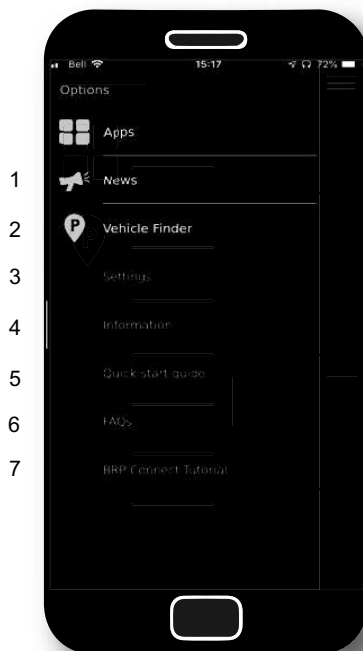 Bell 15:17 72%
Options
Apps
1 News
2 Vehicle Finder
3 Settings
4 Information
5 Quick start guide
6 FAQs
7 BRP Connect Tutorial